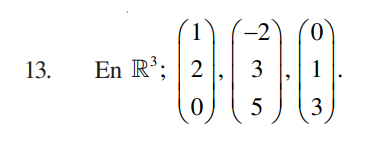 13. En ℝ³; (1 2 0), (−2 3 5), (0 1 3).